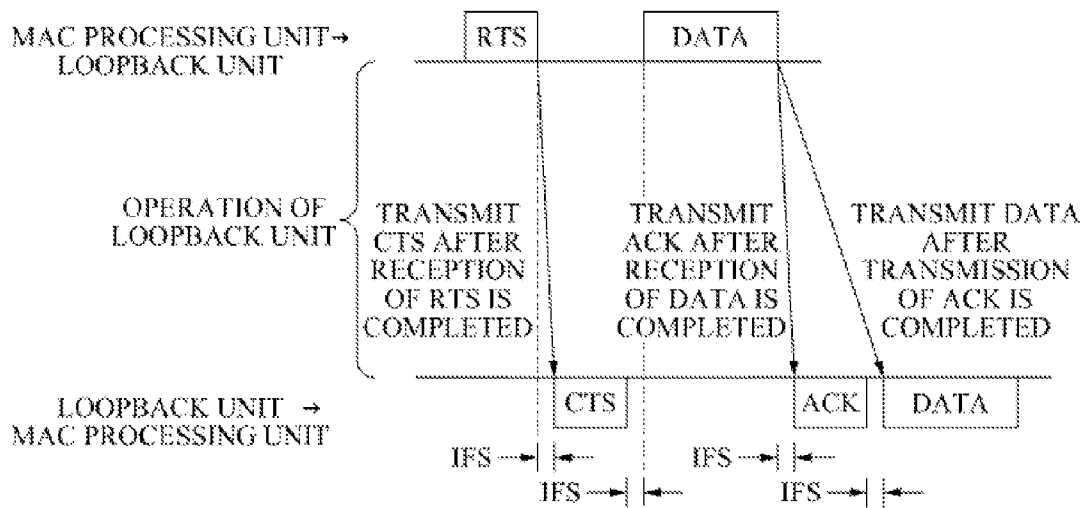 MAC PROCESSING UNIT→
LOOPBACK UNIT
RTS
DATA
OPERATION OF
LOOPBACK UNIT
TRANSMIT
CTS AFTER
RECEPTION
OF RTS IS
COMPLETED
TRANSMIT
ACK AFTER
RECEPTION
OF DATA IS
COMPLETED
TRANSMIT DATA
AFTER
TRANSMISSION
OF ACK IS
COMPLETED
LOOPBACK UNIT →
MAC PROCESSING UNIT
CTS
ACK
DATA
IFS
IFS
IFS
IFS